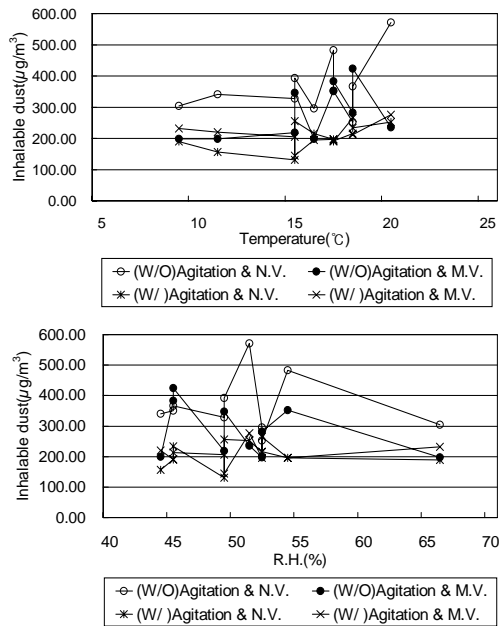 600.00
500.00
400.00
300.00
200.00
100.00
0.00
Inhalable dust(μg/m³)
5 10 15 20 25
Temperature(℃)
(W/O)Agitation & N.V. (W/O)Agitation & M.V.
(W/ )Agitation & N.V. (W/ )Agitation & M.V.
600.00
500.00
400.00
300.00
200.00
100.00
0.00
Inhalable dust(μg/m³)
40 45 50 55 60 65 70
R.H.(%)
(W/O)Agitation & N.V. (W/O)Agitation & M.V.
(W/ )Agitation & N.V. (W/ )Agitation & M.V.